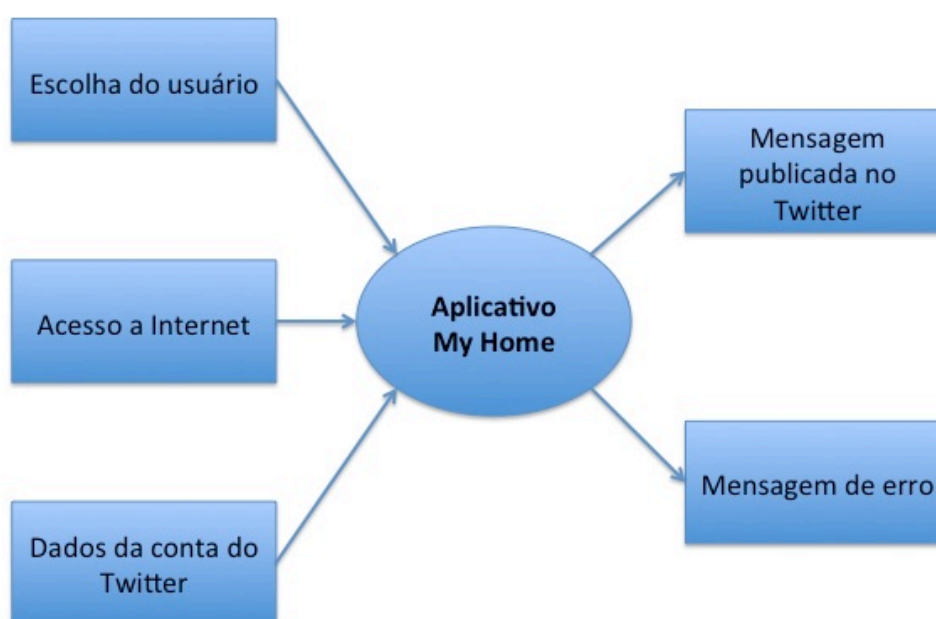 Escolha do usuário
Acesso a Internet
Dados da conta do
Twitter
Aplicativo
My Home
Mensagem
publicada no
Twitter
Mensagem de erro